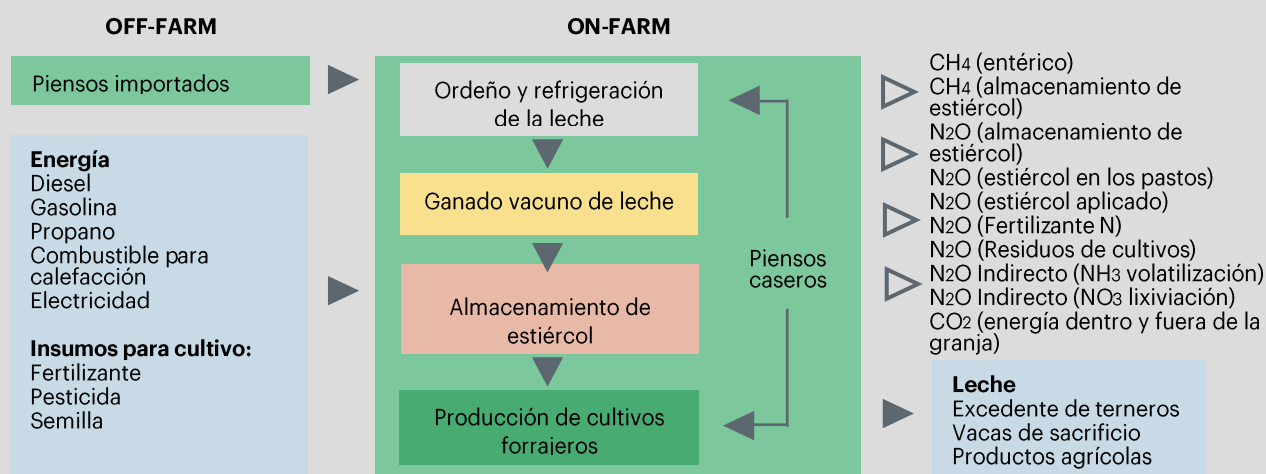 OFF-FARM
ON-FARM
Piensos importados
Energía
Diesel
Gasolina
Propano
Combustible para
calefacción
Electricidad
Insumos para cultivo:
Fertilizante
Pesticida
Semilla
Ordeño y refrigeración
de la leche
Ganado vacuno de leche
Almacenamiento de
estiércol
Producción de cultivos
forrajeros
Piensos
caseros
CH4 (entérico)
CH4 (almacenamiento de
estiércol)
N2O (almacenamiento de
estiércol)
N2O (estiércol en los pastos)
N2O (estiércol aplicado)
N2O (Fertilizante N)
N2O (Residuos de cultivos)
N2O Indirecto (NH3 volatilización)
N2O Indirecto (NO3 lixiviación)
CO2 (energía dentro y fuera de la
granja)
Leche
Excedente de terneros
Vacas de sacrificio
Productos agrícolas